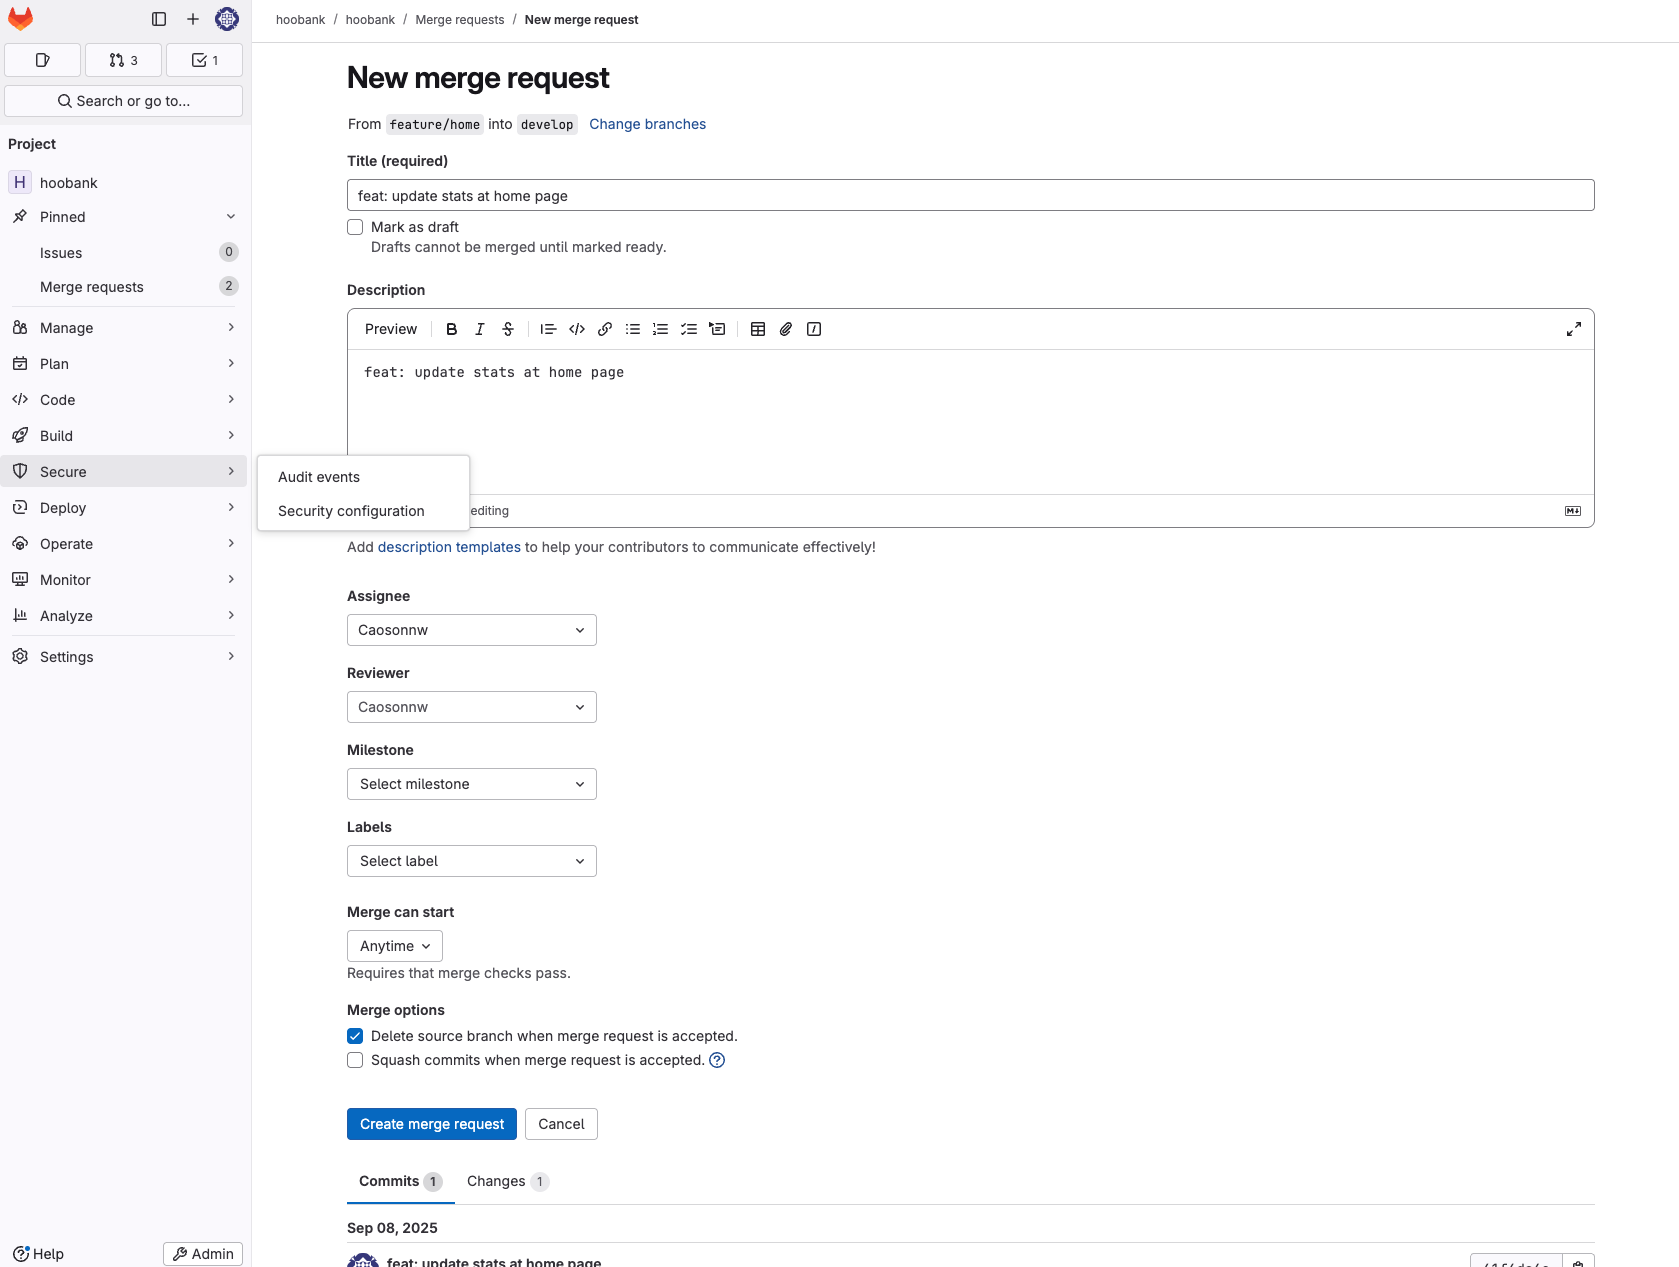 hoobank / hoobank / Merge requests / New merge request
3
1
Search or go to...
Project
H hoobank
Pinned
Issues 0
Merge requests 2
Manage
Plan
Code
Build
Secure
Deploy
Operate
Monitor
Analyze
Settings
Help
Admin
Audit events
Security configuration
New merge request
From feature/home into develop Change branches
Title (required)
feat: update stats at home page
Mark as draft
Drafts cannot be merged until marked ready.
Description
Preview
feat: update stats at home page
editing
Add description templates to help your contributors to communicate effectively!
Assignee
Caosonnw
Reviewer
Caosonnw
Milestone
Select milestone
Labels
Select label
Merge can start
Anytime
Requires that merge checks pass.
Merge options
Delete source branch when merge request is accepted.
Squash commits when merge request is accepted.
Create merge request
Cancel
Commits 1
Changes 1
Sep 08, 2025
feat: update stats at home page